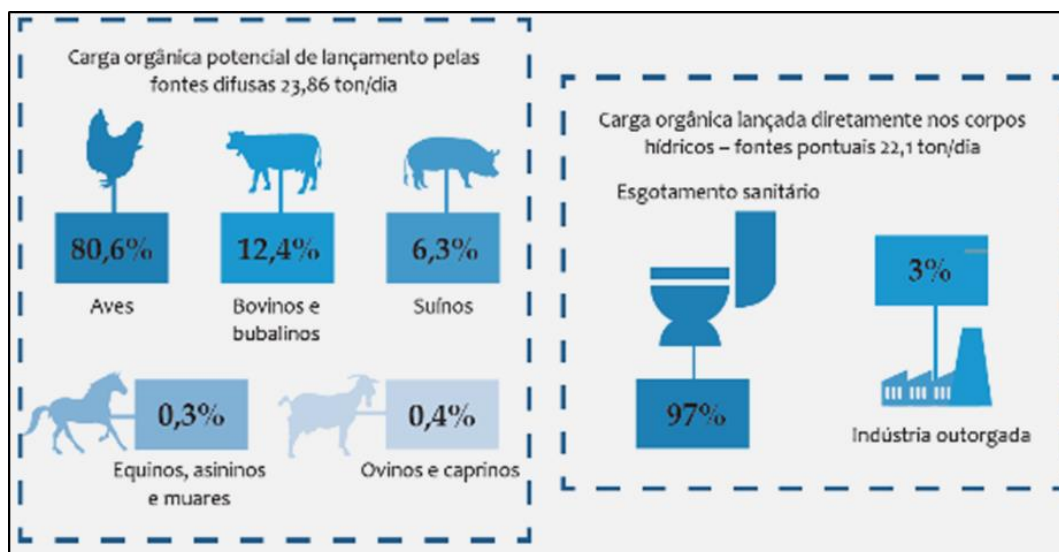 Carga orgânica potencial de lançamento pelas
fontes difusas 23,86 ton/dia
80,6%
12,4%
6,3%
Aves
Bovinos e
bubalinos
Suínos
0,3%
0,4%
Equinos, asininos
e muares
Ovinos e caprinos
Carga orgânica lançada diretamente nos corpos
hídricos – fontes pontuais 22,1 ton/dia
Esgotamento sanitário
3%
97%
Indústria outorgada